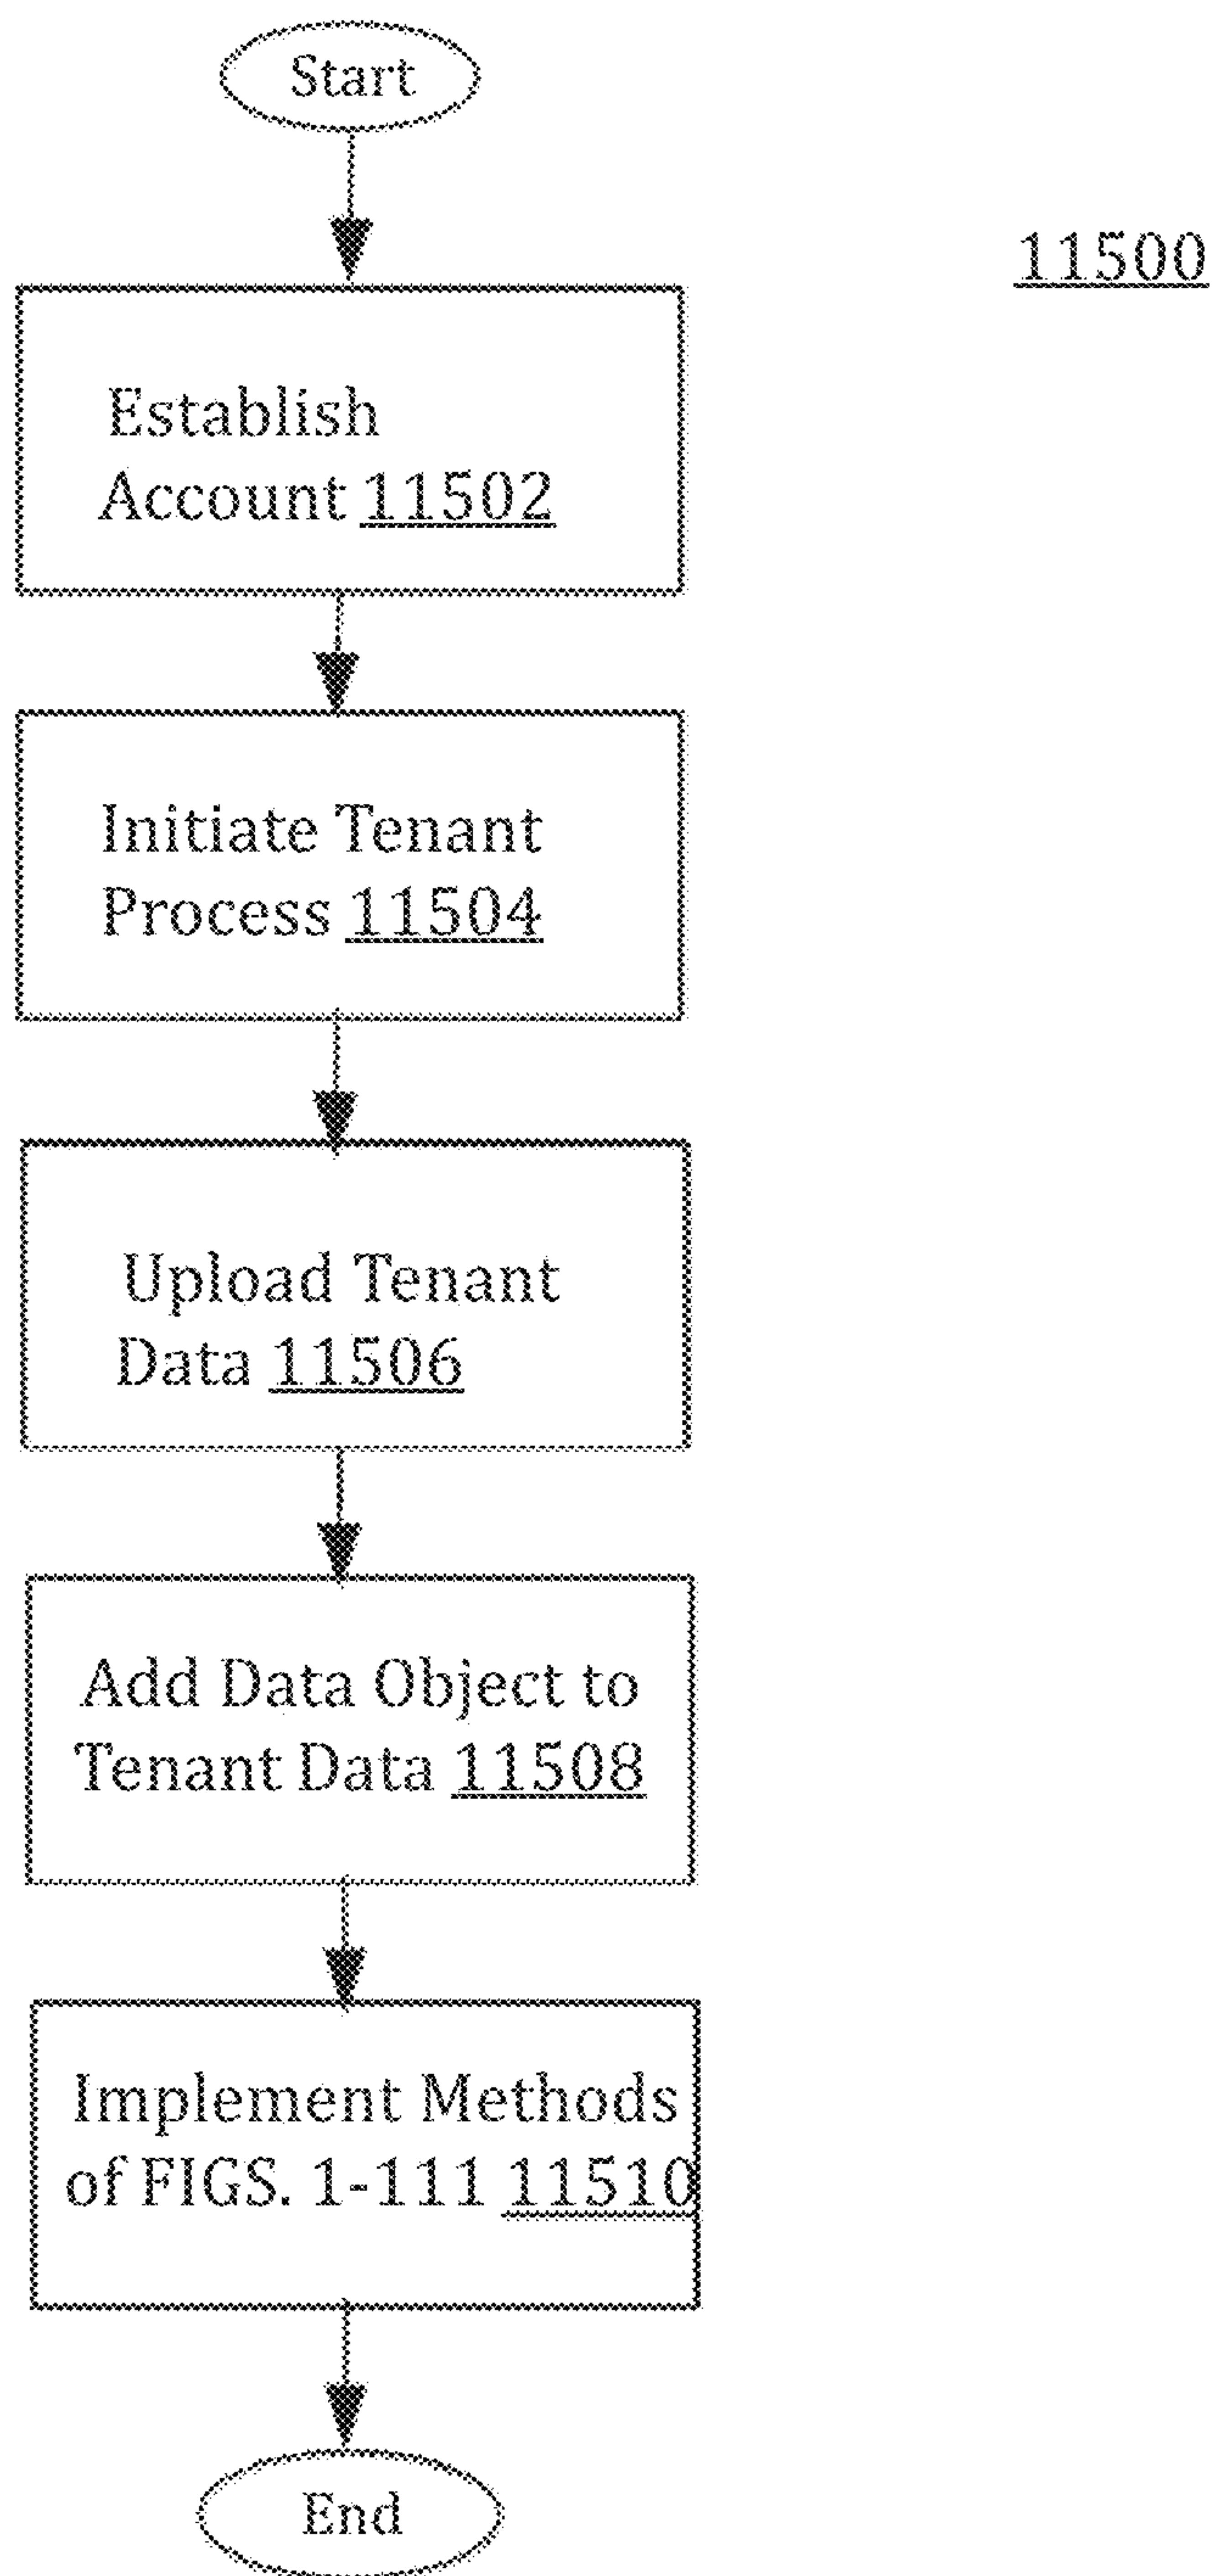 Start
11500
Establish
Account 11502
Initiate Tenant
Process 11504
Upload Tenant
Data 11506
Add Data Object to
Tenant Data 11508
Implement Methods
of FIGS. 1-111 11510
End